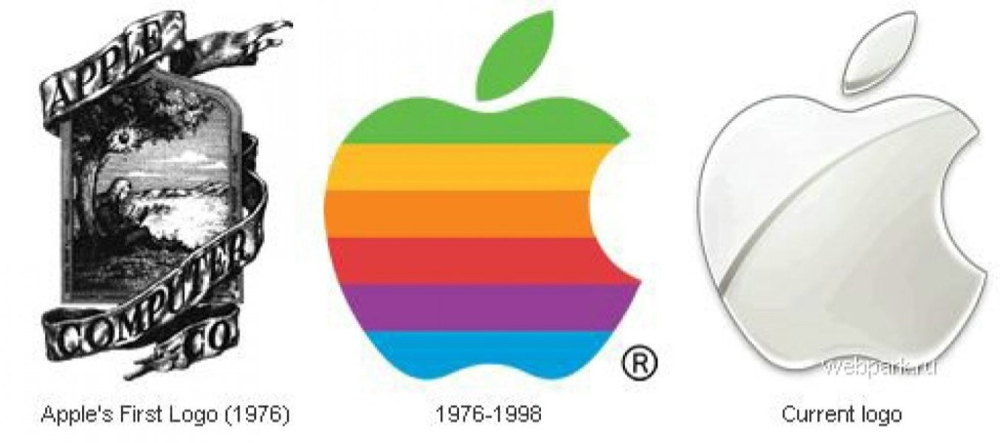 APPLE
COMPUTER
CO.
®
webpark.ru
Apple's First Logo (1976)
1976-1998
Current logo